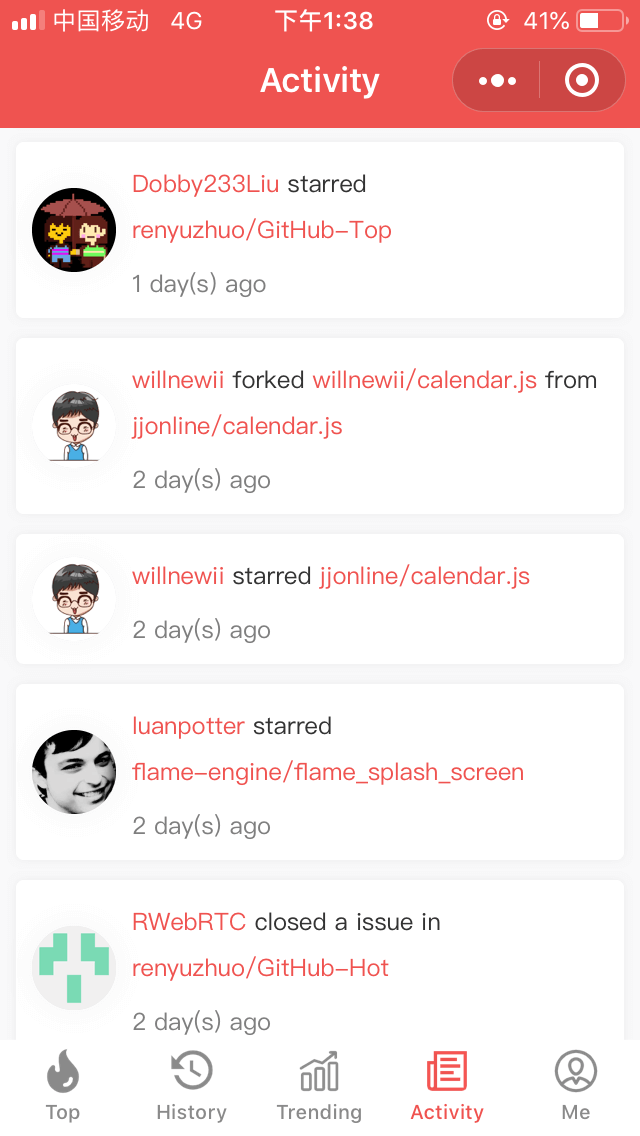 中国移动 4G 下午1:38 41%
Activity
Dobby233Liu starred
renyuzhuo/GitHub-Top
1 day(s) ago
willnewii forked willnewii/calendar.js from
jjonline/calendar.js
2 day(s) ago
willnewii starred jjonline/calendar.js
2 day(s) ago
luanpotter starred
flame-engine/flame_splash_screen
2 day(s) ago
RWebRTC closed a issue in
renyuzhuo/GitHub-Hot
2 day(s) ago
Top History Trending Activity Me